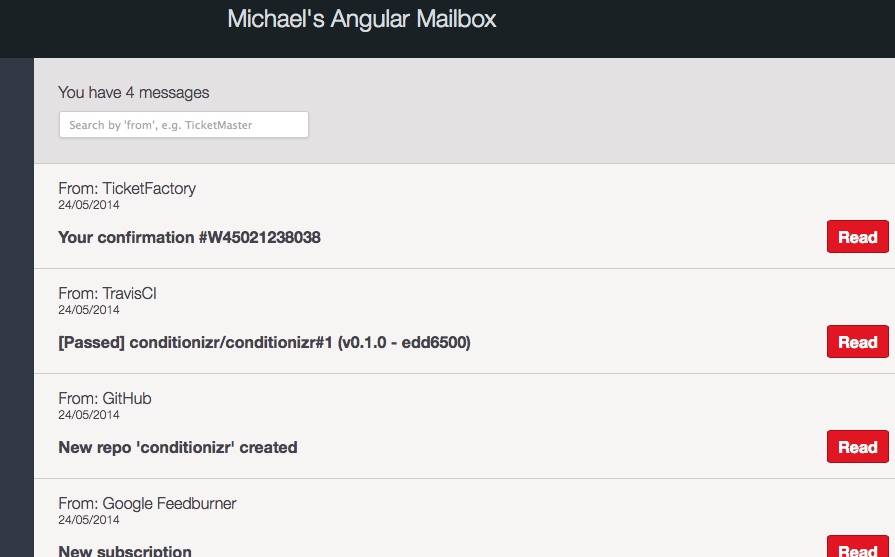 Michael's Angular Mailbox
You have 4 messages
Search by 'from', e.g. TicketMaster
From: TicketFactory
24/05/2014
Your confirmation #W45021238038
Read
From: TravisCI
24/05/2014
[Passed] conditionizr/conditionizr#1 (v0.1.0 - edd6500)
Read
From: GitHub
24/05/2014
New repo 'conditionizr' created
Read
From: Google Feedburner
24/05/2014
New subscription
Read